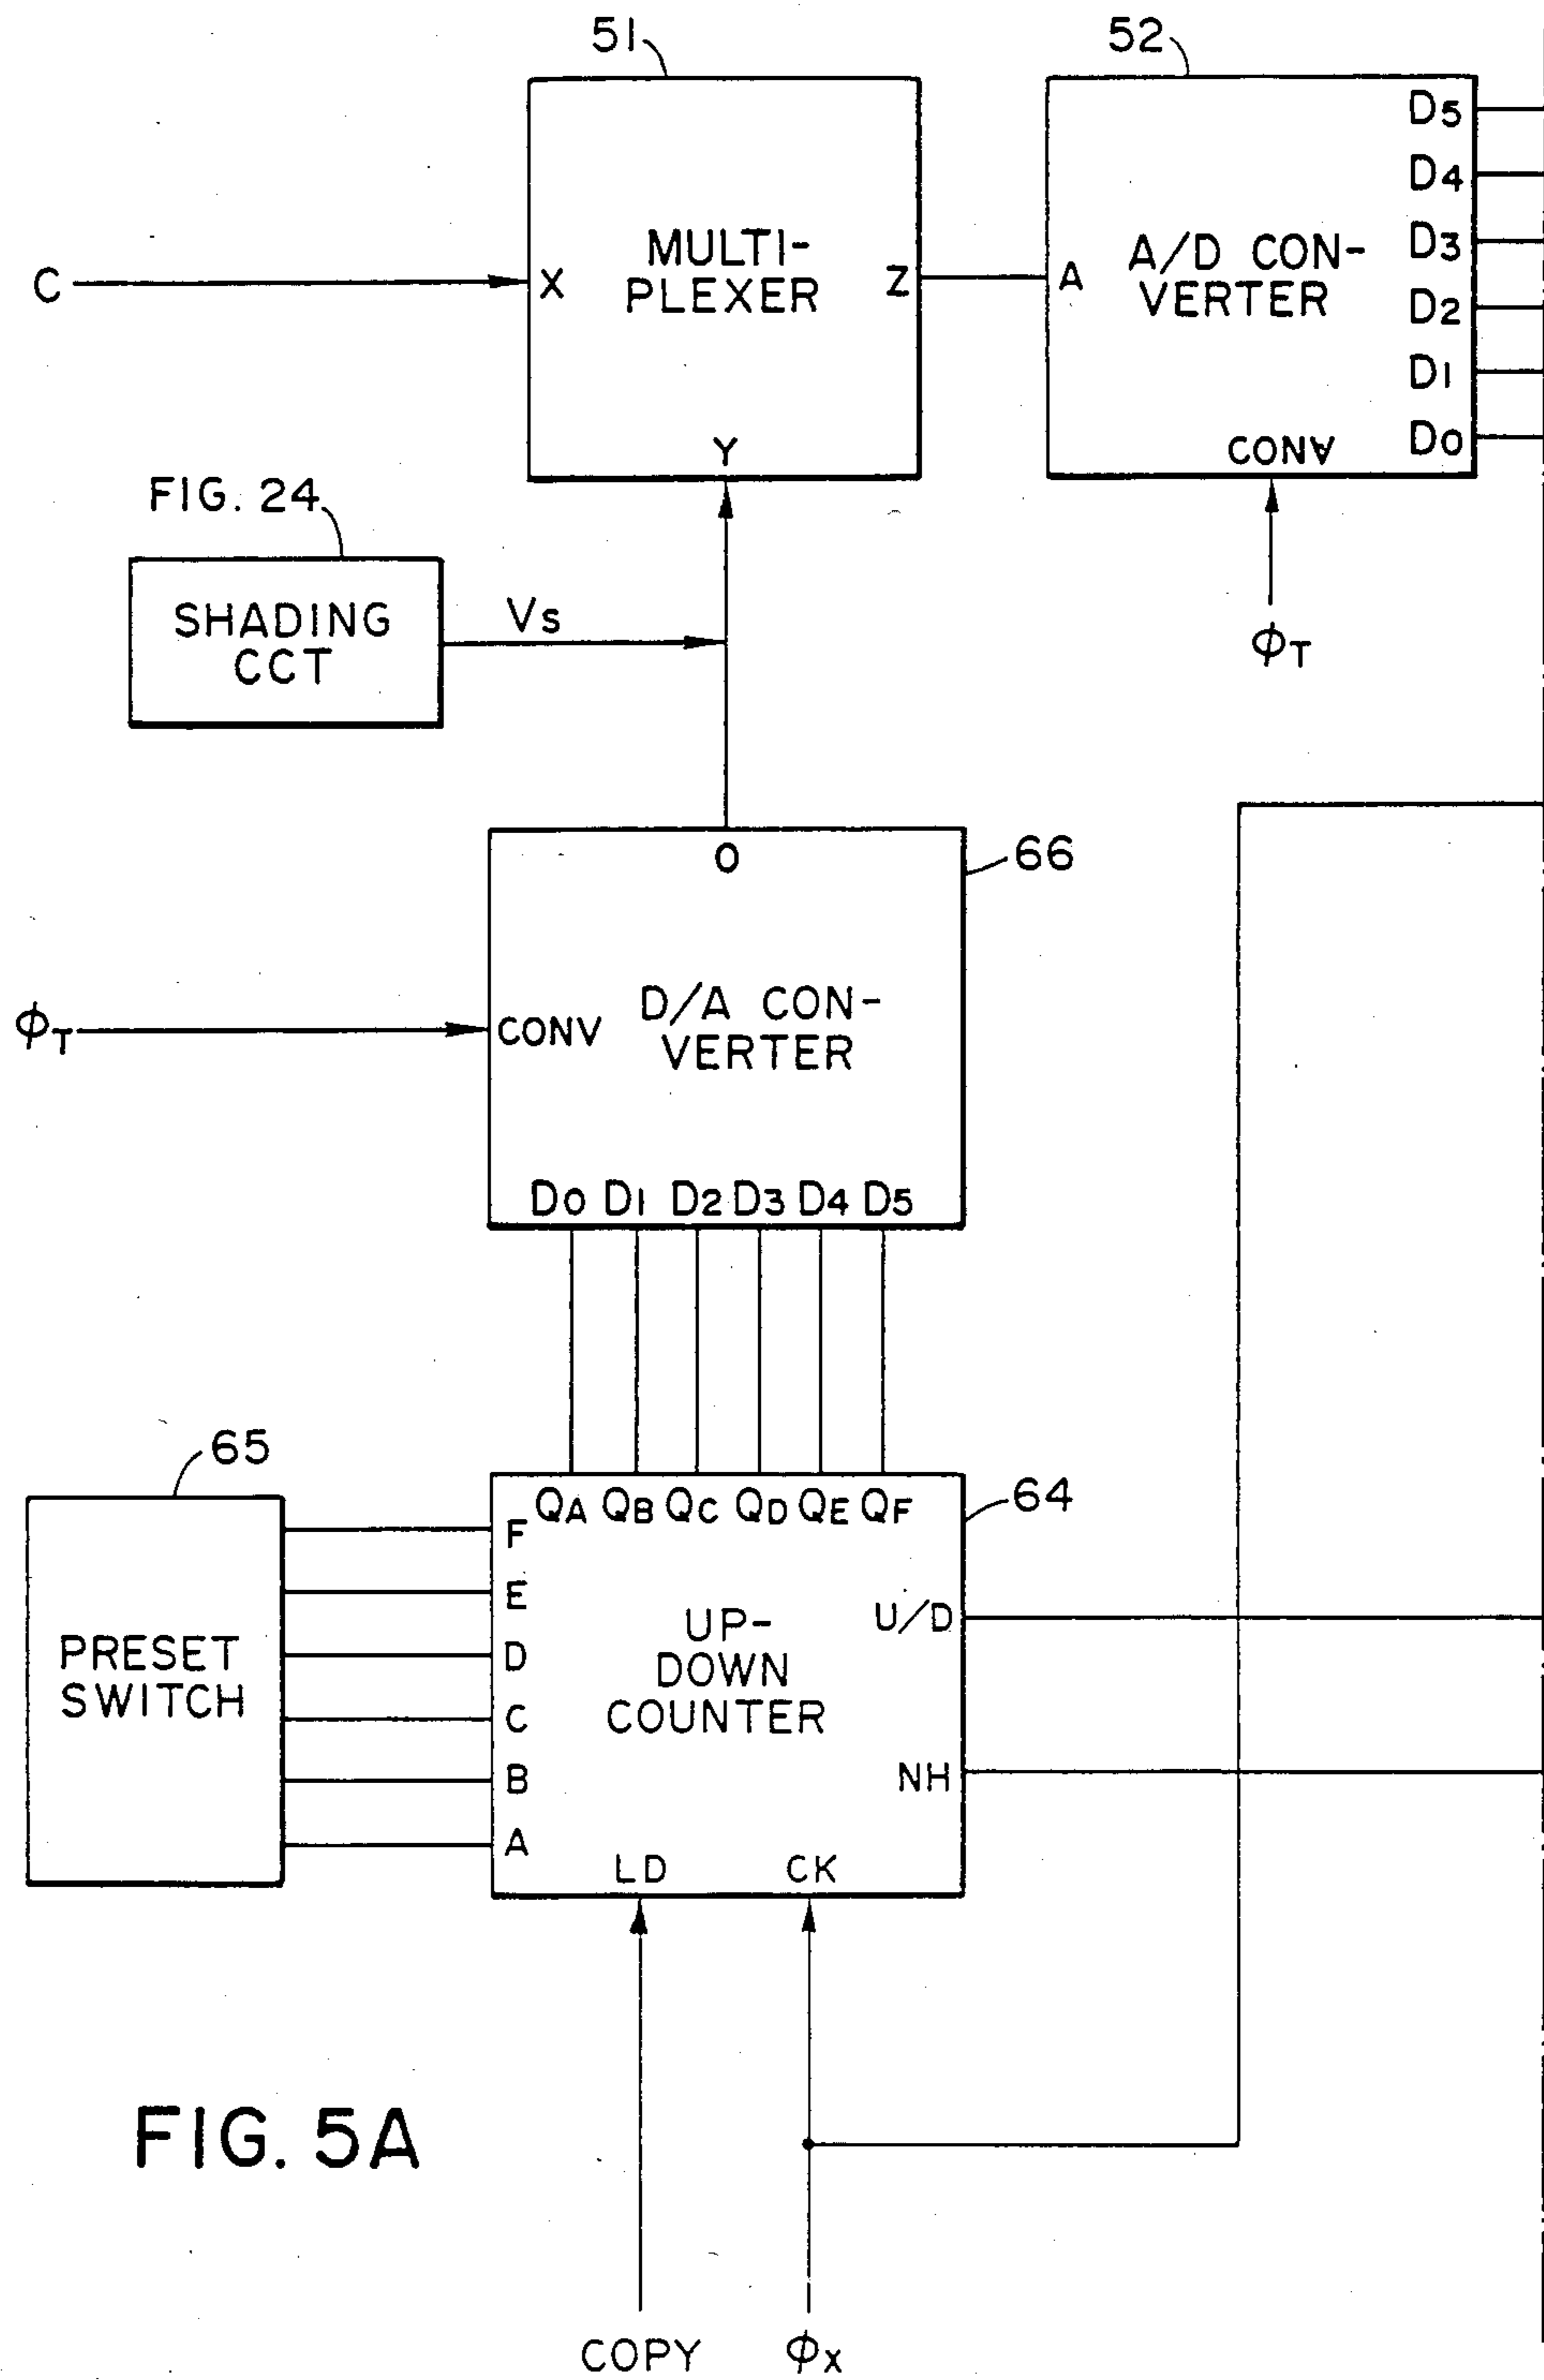 51
52
MULTI-
PLEXER
C
X
Y
Z
A
A/D CON-
VERTER
D5
D4
D3
D2
D1
D0
CONV
ΦT
FIG. 24
SHADING
CCT
Vs
O
66
ΦT
CONV
D/A CON-
VERTER
D0 D1 D2 D3 D4 D5
65
PRESET
SWITCH
64
QA QB QC QD QE QF
F
E
D
C
B
A
UP-
DOWN
COUNTER
U/D
NH
LD
CK
FIG. 5A
COPY
ΦX